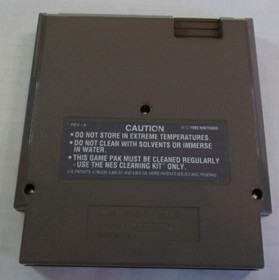 REV.-A
CAUTION
© 1985 NINTENDO
• DO NOT STORE IN EXTREME TEMPERATURES.
• DO NOT CLEAN WITH SOLVENTS OR IMMERSE
IN WATER.
• THIS GAME PAK MUST BE CLEANED REGULARLY
- USE THE NES CLEANING KIT ONLY.